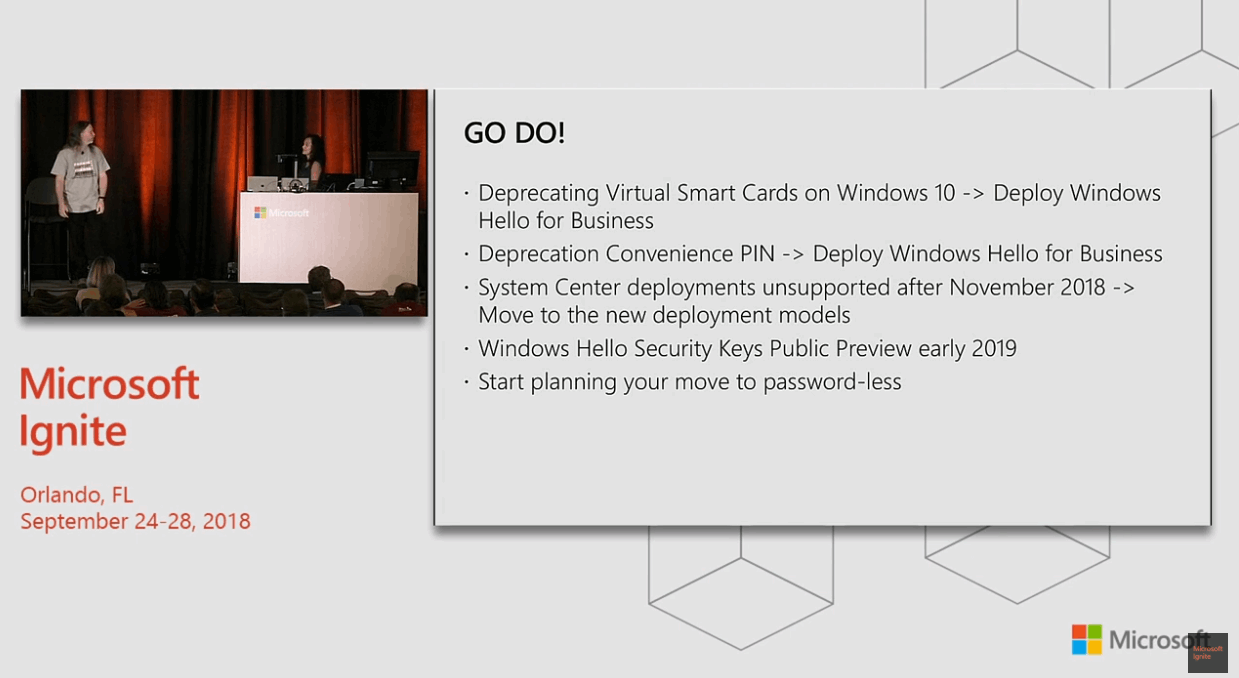 GO DO!
· Deprecating Virtual Smart Cards on Windows 10 -> Deploy Windows
Hello for Business
· Deprecation Convenience PIN -> Deploy Windows Hello for Business
· System Center deployments unsupported after November 2018 ->
Move to the new deployment models
· Windows Hello Security Keys Public Preview early 2019
· Start planning your move to password-less
Microsoft
Microsoft
Ignite
Orlando, FL
September 24-28, 2018
Microsoft
Microsoft
Ignite